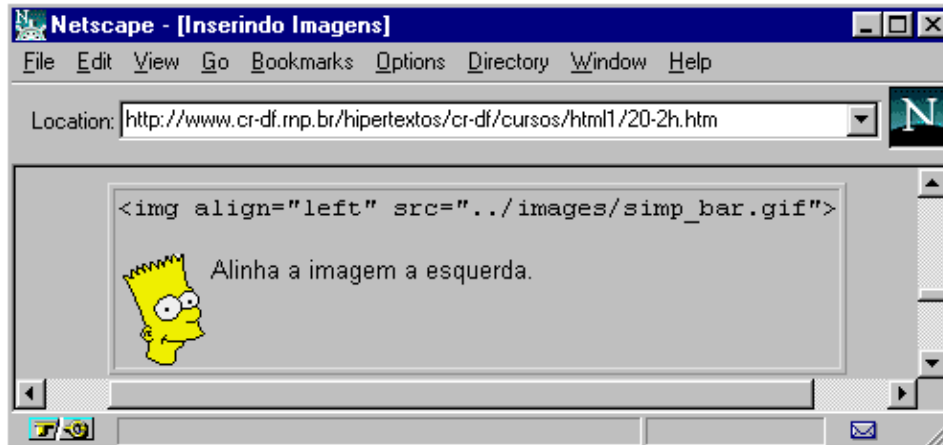 Netscape - [Inserindo Imagens]
File Edit View Go Bookmarks Options Directory Window Help
Location: http://www.cr-df.rnp.br/hipertextos/cr-df/cursos/html1/20-2h.htm
N
<img align="left" src="../images/simp_bar.gif">
Alinha a imagem a esquerda.